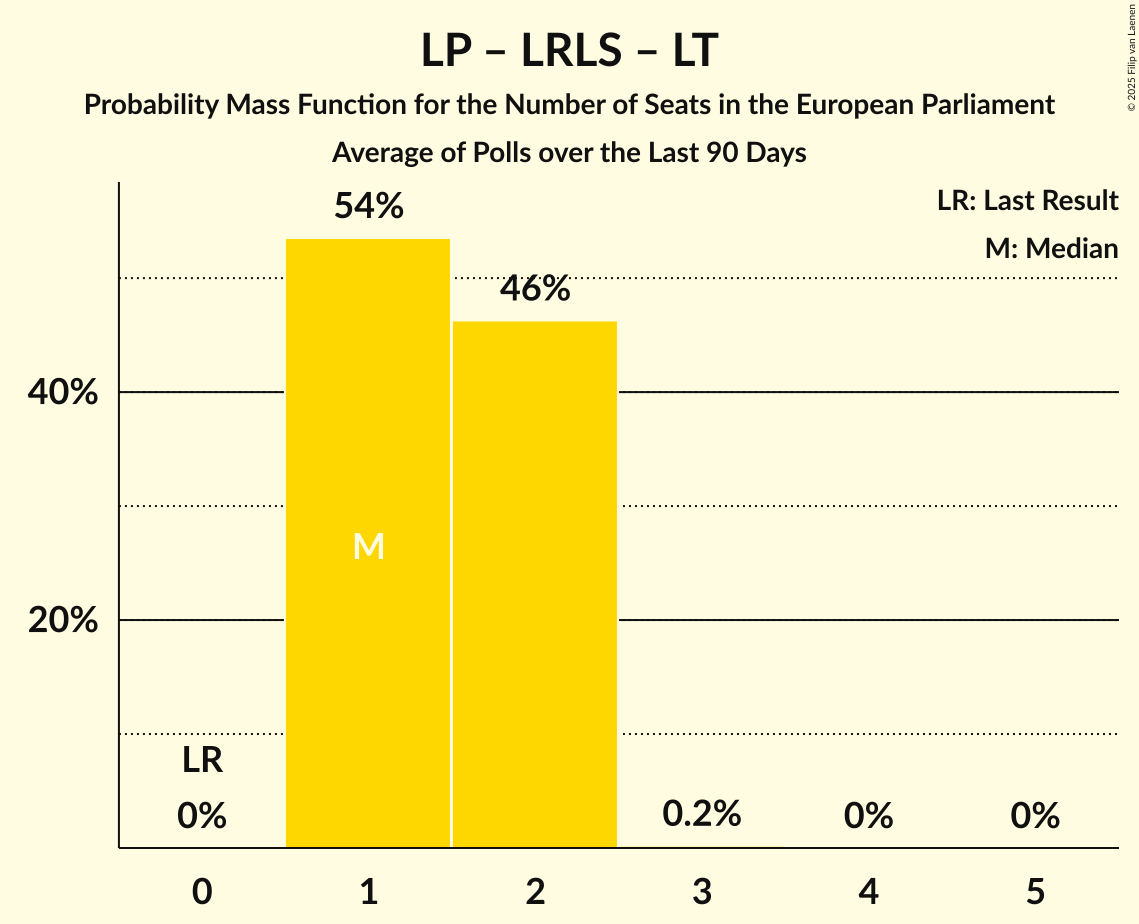 © 2025 Filip van Laenen
LP – LRLS – LT
Probability Mass Function for the Number of Seats in the European Parliament
Average of Polls over the Last 90 Days
LR: Last Result
M: Median
54%
46%
40%
M
20%
LR
0%
0.2%
0%
0%
0
1
2
3
4
5